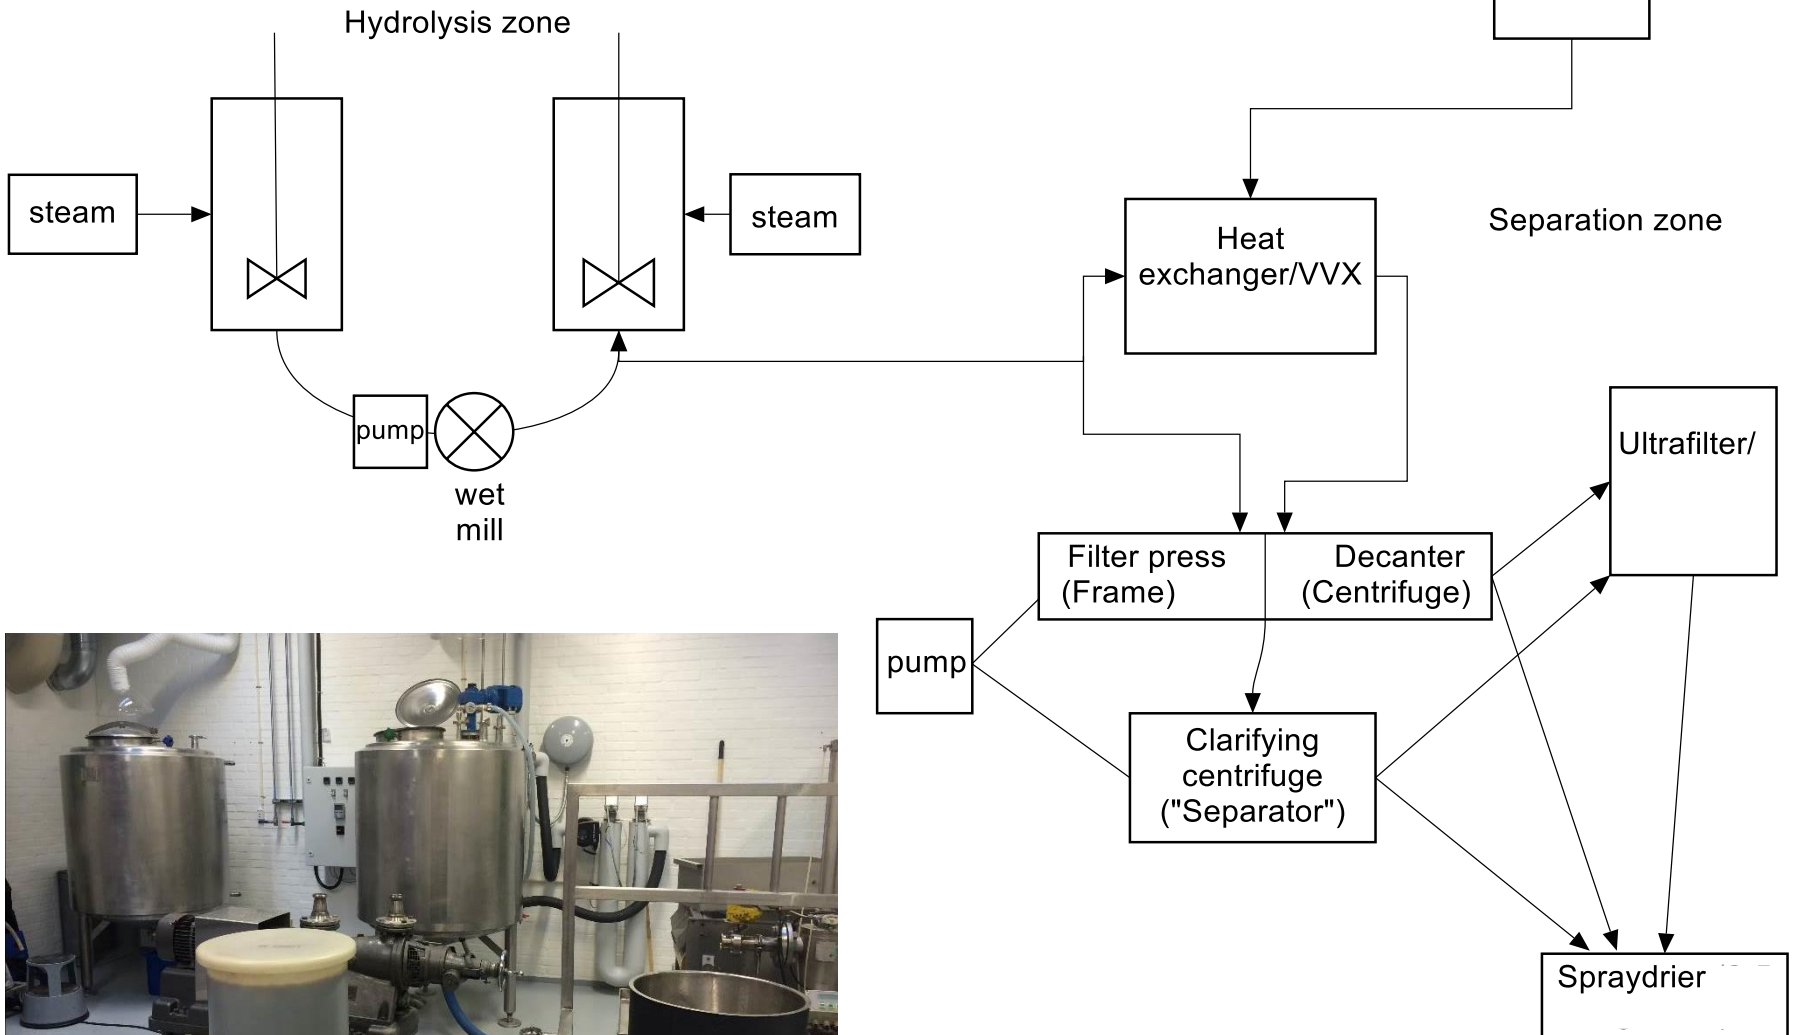 Hydrolysis zone
steam
steam
Heat
exchanger/VVX
Separation zone
pump
wet
mill
Ultrafilter/
Filter press
(Frame)
Decanter
(Centrifuge)
pump
Clarifying
centrifuge
("Separator")
Spraydrier